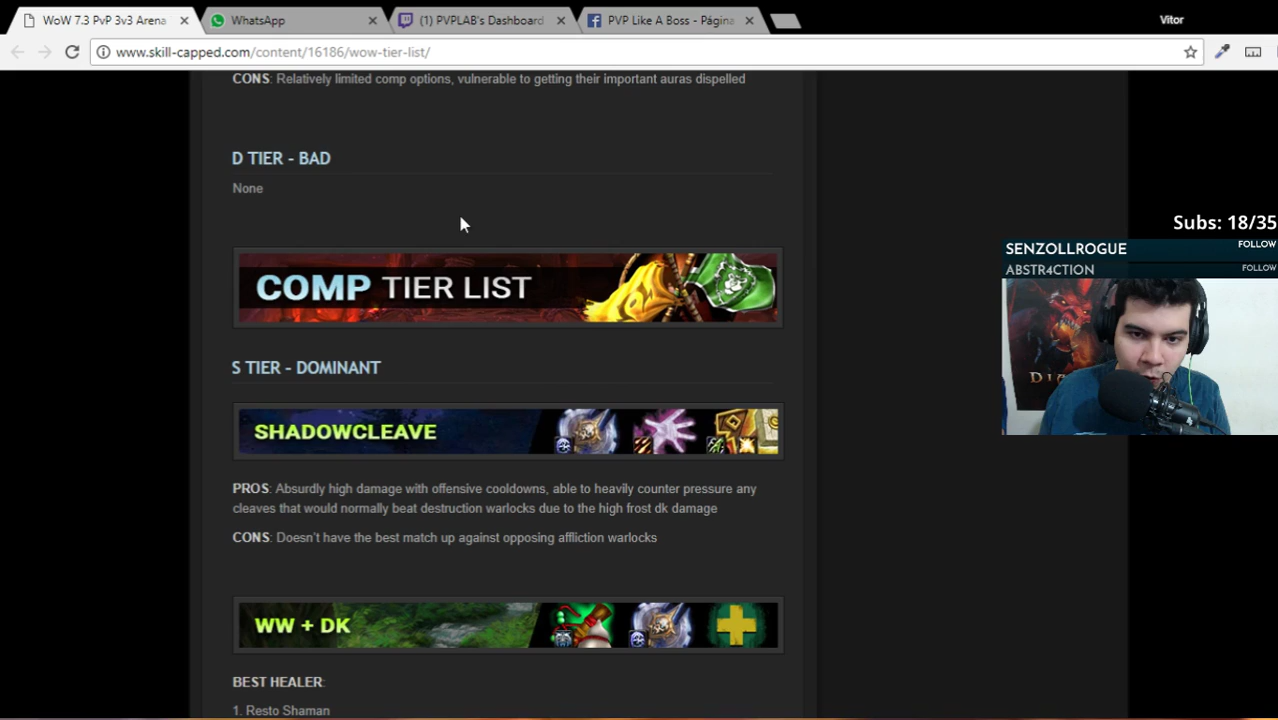 WoW 7.3 PvP 3v3 Arena
WhatsApp
(1) PVPLAB's Dashboard
PVP Like A Boss - Página
Vitor
www.skill-capped.com/content/16186/wow-tier-list/
CONS: Relatively limited comp options, vulnerable to getting their important auras dispelled
D TIER - BAD
None
Subs: 18/35
SENZOLLROGUE FOLLOW
ABSTR4CTION FOLLOW
COMP TIER LIST
S TIER - DOMINANT
SHADOWCLEAVE
PROS: Absurdly high damage with offensive cooldowns, able to heavily counter pressure any
cleaves that would normally beat destruction warlocks due to the high frost dk damage
CONS: Doesn't have the best match up against opposing affliction warlocks
WW + DK
BEST HEALER:
1. Resto Shaman